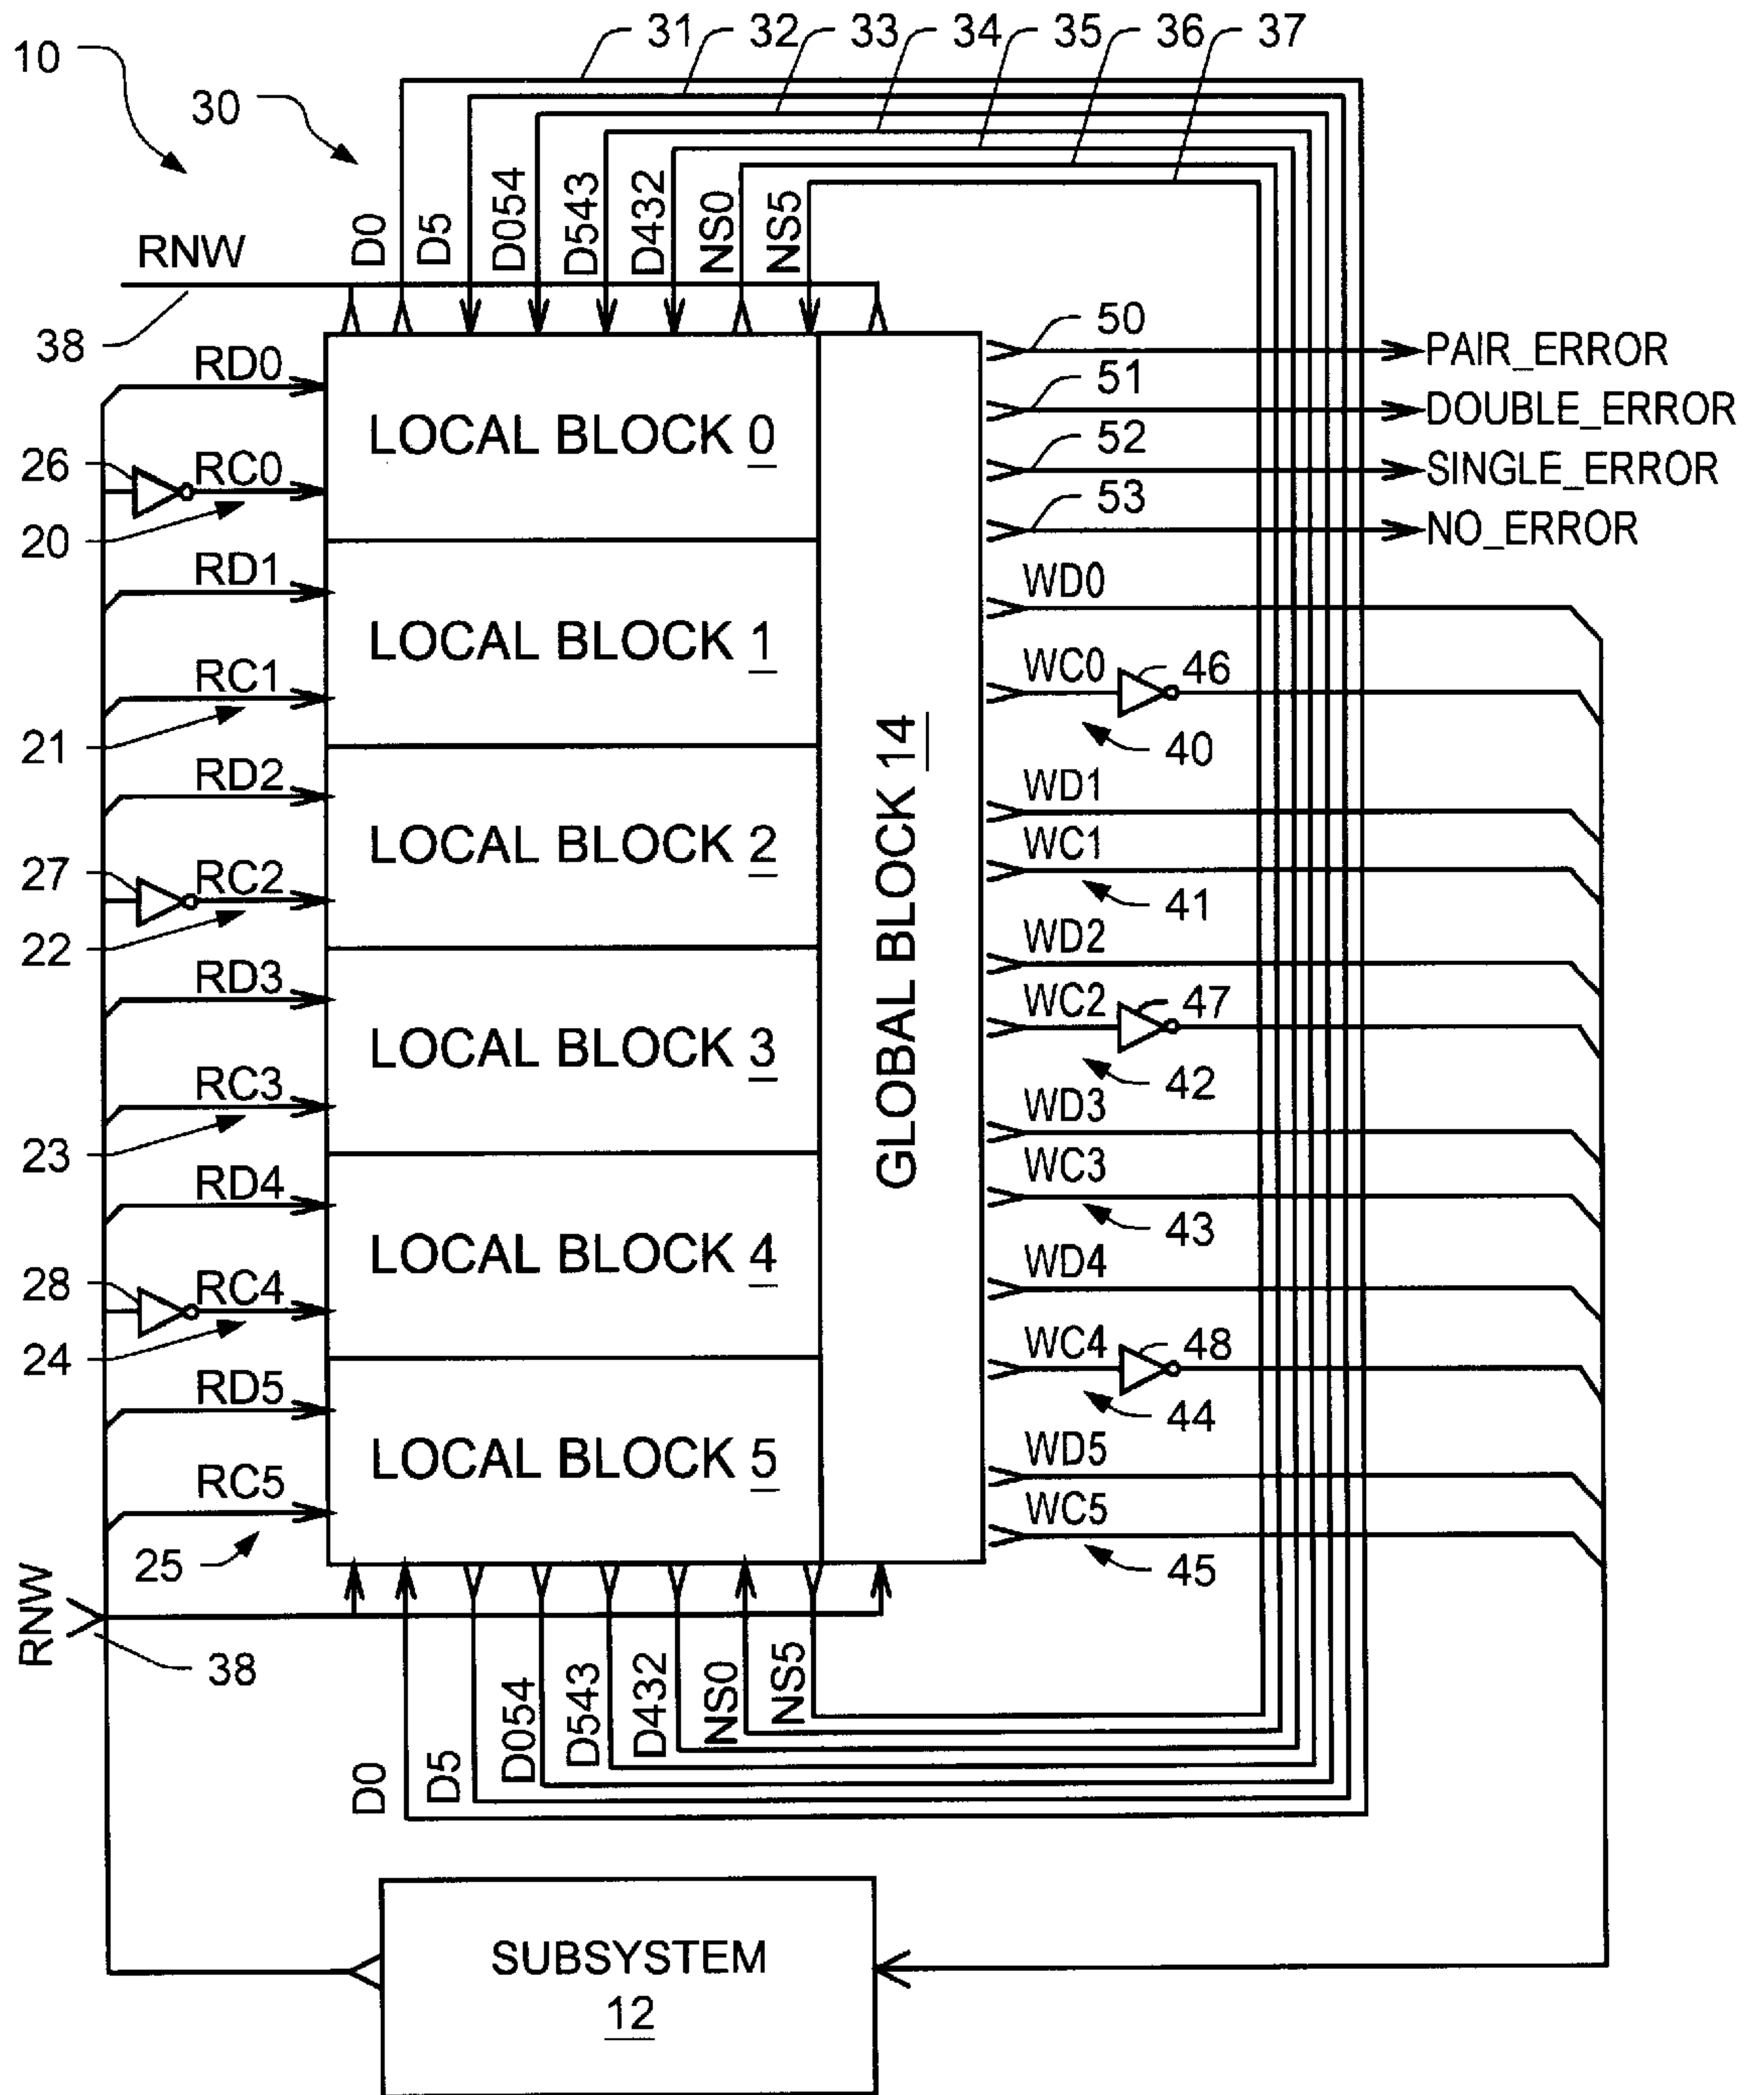 31 32 33 34 35 36 37
10
30
D0 D5 D054 D543 D432 NS0 NS5
RNW
38
RD0
26 RC0
20
RD1
RC1
21
RD2
27 RC2
22
RD3
RC3
23
RD4
28 RC4
24
RD5
RC5
25
LOCAL BLOCK 0
LOCAL BLOCK 1
LOCAL BLOCK 2
LOCAL BLOCK 3
LOCAL BLOCK 4
LOCAL BLOCK 5
GLOBAL BLOCK 14
50 PAIR_ERROR
51 DOUBLE_ERROR
52 SINGLE_ERROR
53 NO_ERROR
WD0
WC0 46
40
WD1
WC1
41
WD2
WC2 47
42
WD3
WC3
43
WD4
WC4 48
44
WD5
WC5
45
RNW
38
D0 D5 D054 D543 D432 NS0 NS5
SUBSYSTEM
12